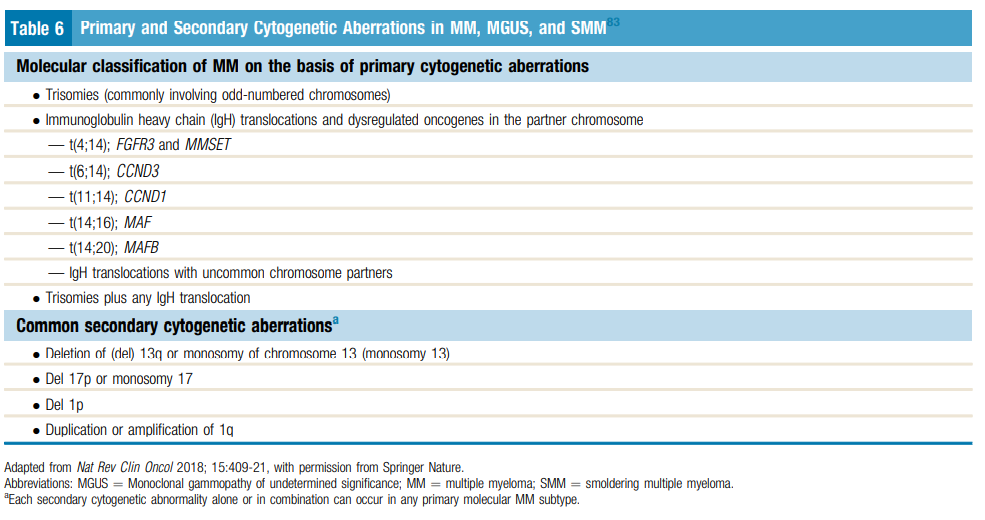 Table 6 Primary and Secondary Cytogenetic Aberrations in MM, MGUS, and SMM83
Molecular classification of MM on the basis of primary cytogenetic aberrations
● Trisomies (commonly involving odd-numbered chromosomes)
● Immunoglobulin heavy chain (IgH) translocations and dysregulated oncogenes in the partner chromosome
— t(4;14); FGFR3 and MMSET
— t(6;14); CCND3
— t(11;14); CCND1
— t(14;16); MAF
— t(14;20); MAFB
— IgH translocations with uncommon chromosome partners
● Trisomies plus any IgH translocation
Common secondary cytogenetic aberrationsa
● Deletion of (del) 13q or monosomy of chromosome 13 (monosomy 13)
● Del 17p or monosomy 17
● Del 1p
● Duplication or amplification of 1q
Adapted from Nat Rev Clin Oncol 2018; 15:409-21, with permission from Springer Nature.
Abbreviations: MGUS = Monoclonal gammopathy of undetermined significance; MM = multiple myeloma; SMM = smoldering multiple myeloma.
aEach secondary cytogenetic abnormality alone or in combination can occur in any primary molecular MM subtype.